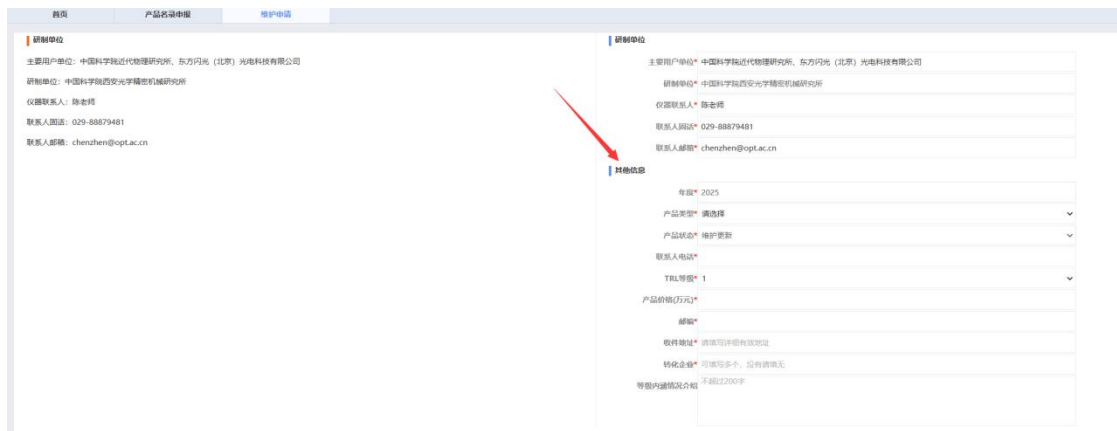 首页 产品名录申报 维护申请
研制单位
主要用户单位：中国科学院近代物理研究所、东方闪光（北京）光电科技有限公司
研制单位：中国科学院西安光学精密机械研究所
仪器联系人：陈老师
联系人固话：029-88879481
联系人邮箱：chenzhen@opt.ac.cn
研制单位
主要用户单位* 中国科学院近代物理研究所、东方闪光（北京）光电科技有限公司
研制单位* 中国科学院西安光学精密机械研究所
仪器联系人* 陈老师
联系人固话* 029-88879481
联系人邮箱* chenzhen@opt.ac.cn
其他信息
年度* 2025
产品类型* 请选择
产品状态* 维护更新
联系人电话*
TRL等级* 1
产品价格(万元)*
邮编*
收件地址* 请填写详细有效地址
转化企业* 可填写多个，没有请填无
等级内涵情况介绍 不超过200字